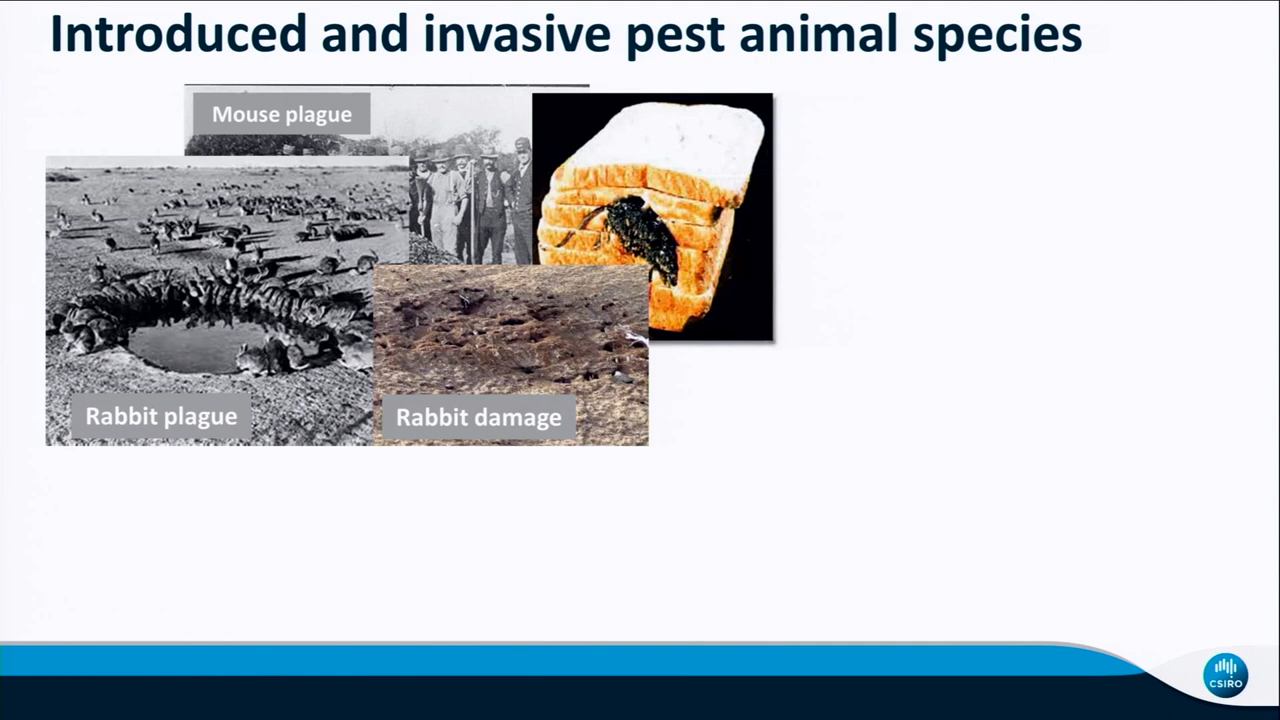 Introduced and invasive pest animal species
Mouse plague
Rabbit plague
Rabbit damage
CSIRO